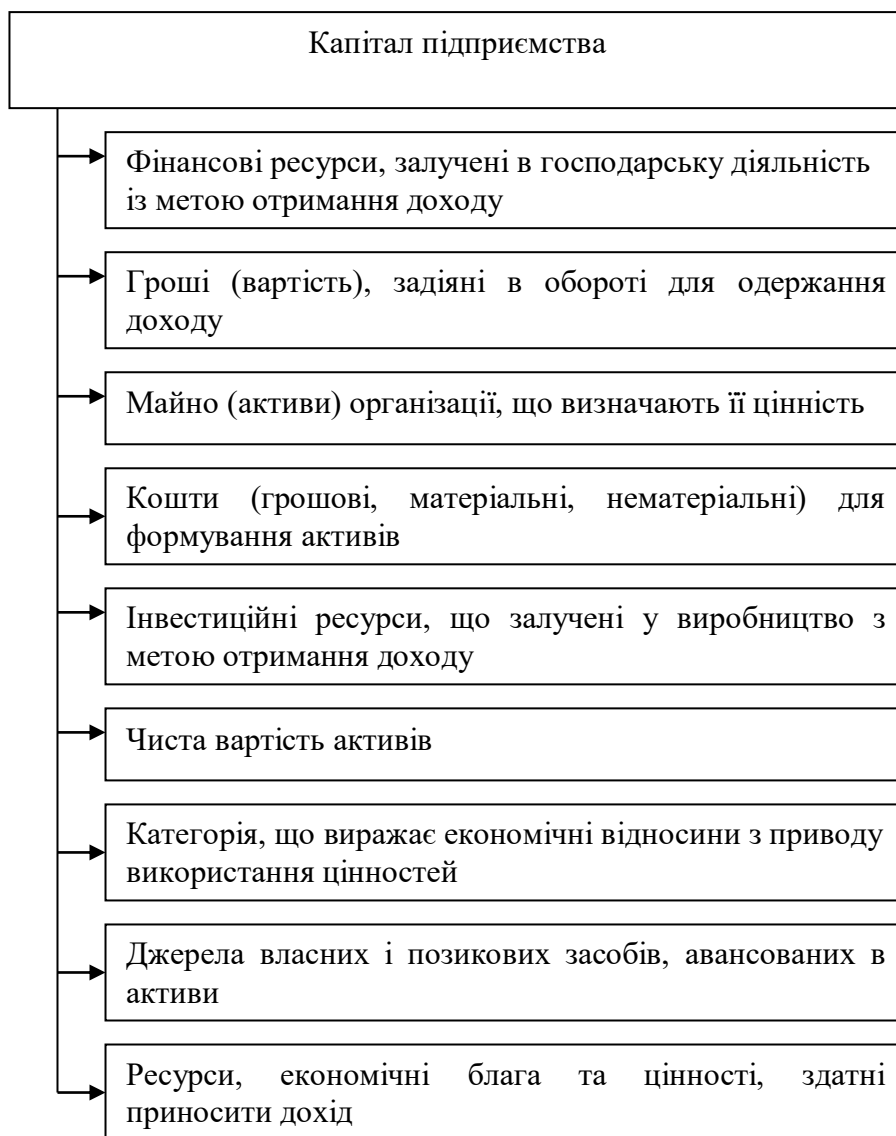 Капітал підприємства
Фінансові ресурси, залучені в господарську діяльність
із метою отримання доходу
Гроші (вартість), задіяні в обороті для одержання
доходу
Майно (активи) організації, що визначають її цінність
Кошти (грошові, матеріальні, нематеріальні) для
формування активів
Інвестиційні ресурси, що залучені у виробництво з
метою отримання доходу
Чиста вартість активів
Категорія, що виражає економічні відносини з приводу
використання цінностей
Джерела власних і позикових засобів, авансованих в
активи
Ресурси, економічні блага та цінності, здатні
приносити дохід